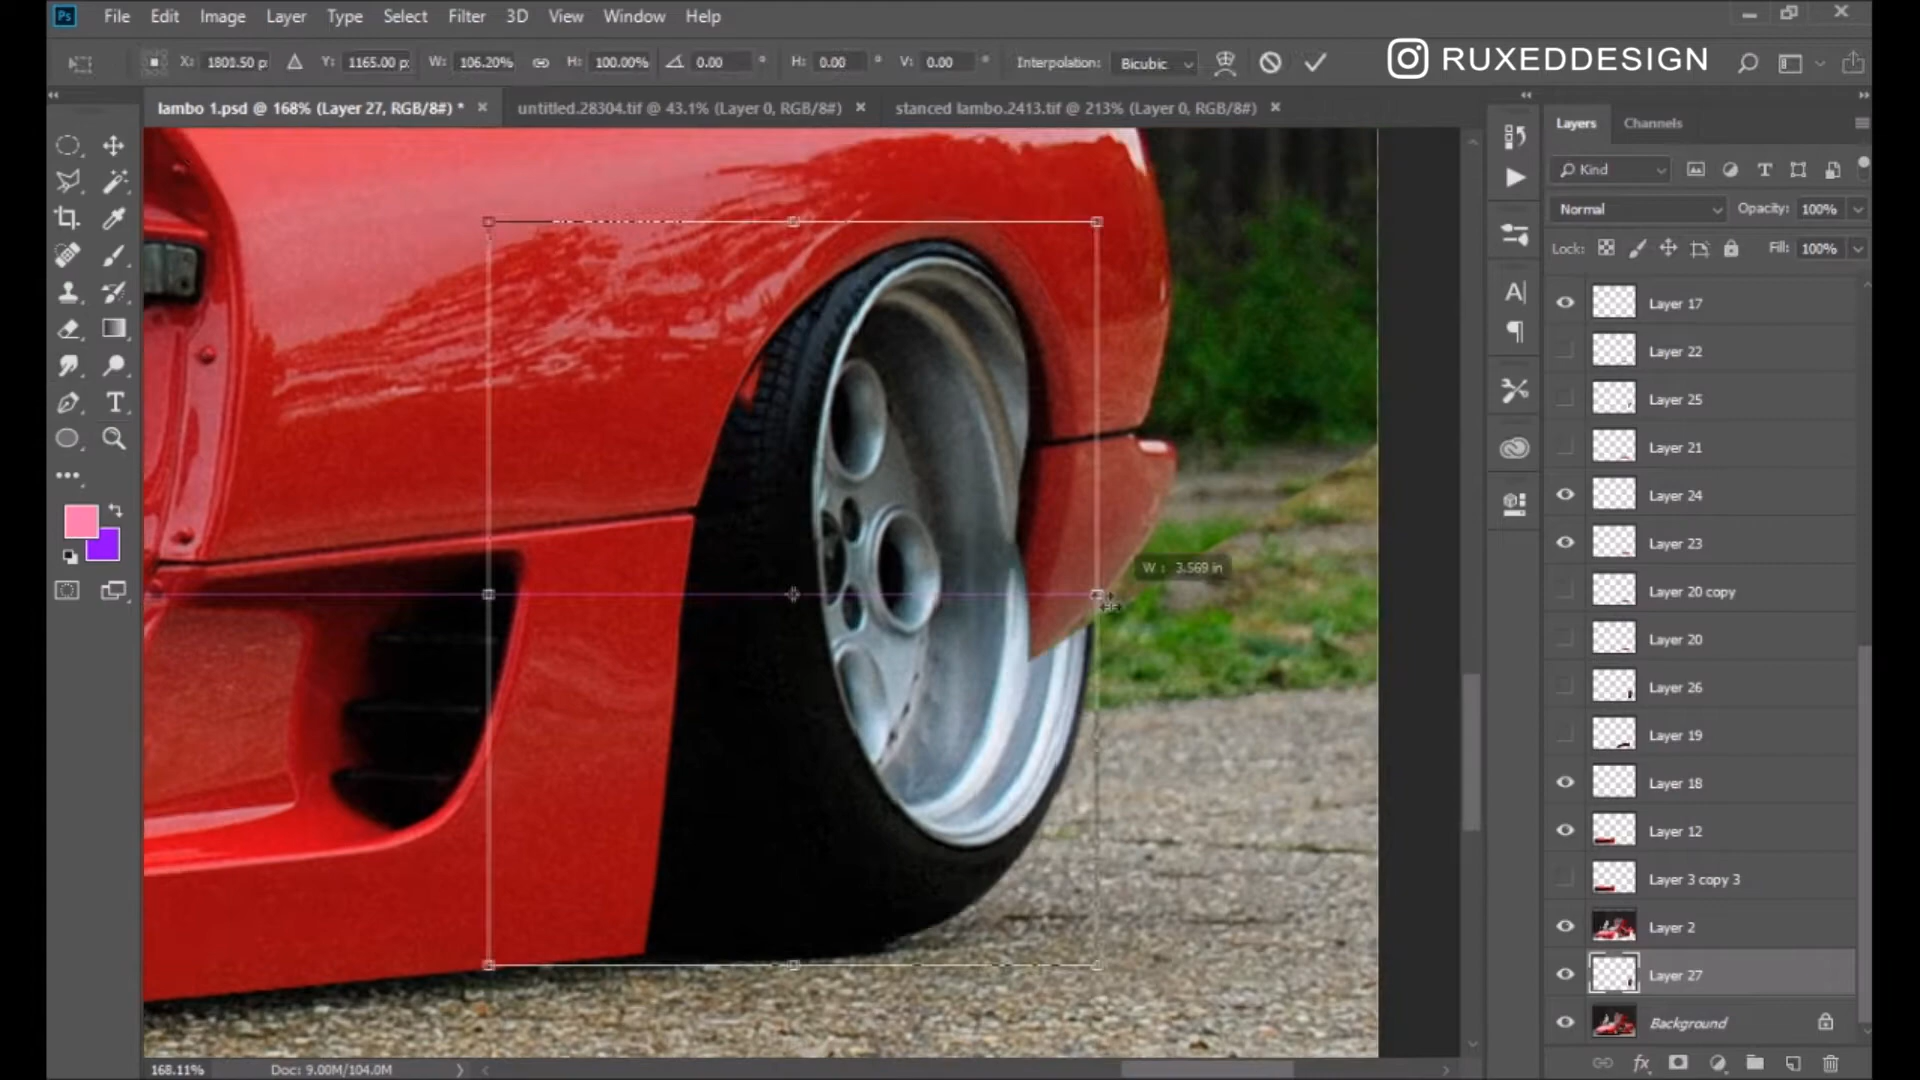 Ps File Edit Image Layer Type Select Filter 3D View Window Help
X: 1801.50 p Y: 1165.00 p: W: 106.20% H: 100.00% 0.00 ° H: 0.00 ° V: 0.00 ° Interpolation: Bicubic
RUXEDDESIGN
lambo 1.psd @ 168% (Layer 27, RGB/8#) *
untitled.28304.tif @ 43.1% (Layer 0, RGB/8#)
stanced lambo.2413.tif @ 213% (Layer 0, RGB/8#)
Layers Channels
Kind
Normal Opacity: 100%
Lock: Fill: 100%
Layer 17
Layer 22
Layer 25
Layer 21
Layer 24
Layer 23
Layer 20 copy
Layer 20
Layer 26
Layer 19
Layer 18
Layer 12
Layer 3 copy 3
Layer 2
Layer 27
Background
W : 3.569 in
168.11% Doc: 9.00M/104.0M